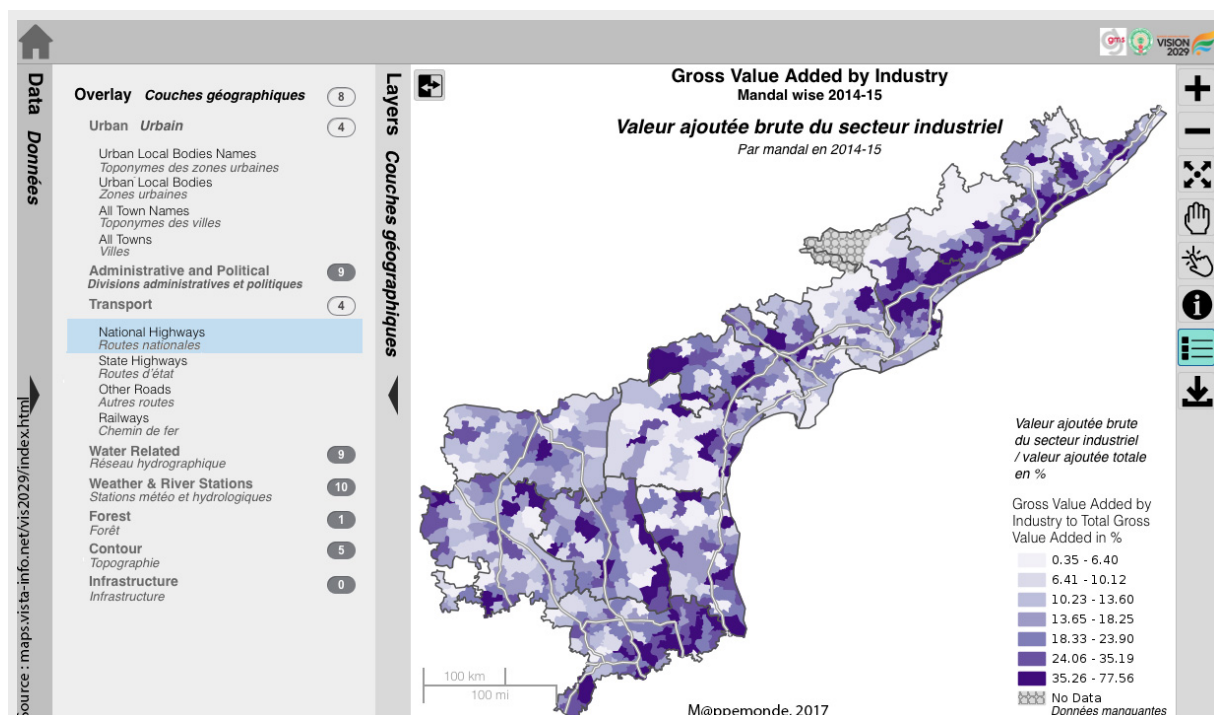 gms
VISION
2029
Data Données
Overlay Couches géographiques 8
Urban Urbain 4
Urban Local Bodies Names
Toponymes des zones urbaines
Urban Local Bodies
Zones urbaines
All Town Names
Toponymes des villes
All Towns
Villes
Administrative and Political 9
Divisions administratives et politiques
Transport 4
National Highways
Routes nationales
State Highways
Routes d'état
Other Roads
Autres routes
Railways
Chemin de fer
Water Related 9
Réseau hydrographique
Weather & River Stations 10
Stations météo et hydrologiques
Forest 1
Forêt
Contour 5
Topographie
Infrastructure 0
Infrastructure
Source : maps.vista-info.net/vis2029/index.html
Layers Couches géographiques
Gross Value Added by Industry
Mandal wise 2014-15
Valeur ajoutée brute du secteur industriel
Par mandal en 2014-15
Valeur ajoutée brute
du secteur industriel
/ valeur ajoutée totale
en %
Gross Value Added by
Industry to Total Gross
Value Added in %
0.35 - 6.40
6.41 - 10.12
10.23 - 13.60
13.65 - 18.25
18.33 - 23.90
24.06 - 35.19
35.26 - 77.56
No Data
Données manquantes
100 km
100 mi
M@ppemonde, 2017